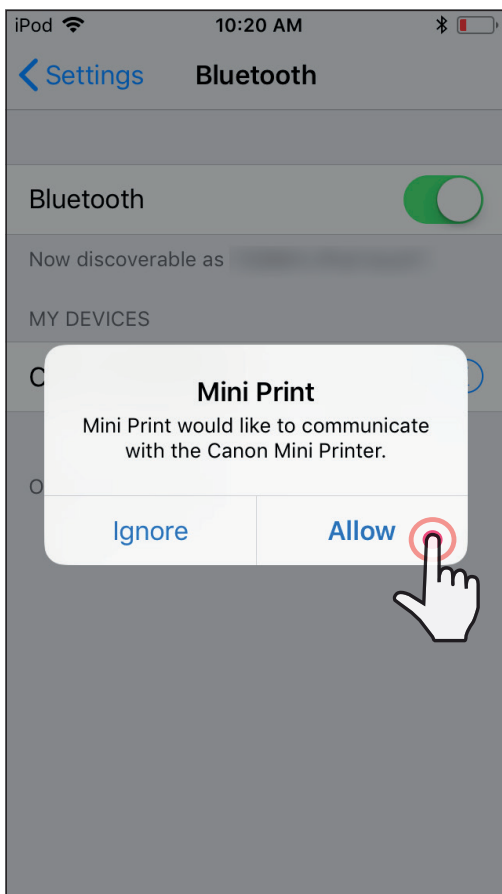 iPod 10:20 AM
Settings Bluetooth
Bluetooth
Now discoverable as
MY DEVICES
C
Mini Print
Mini Print would like to communicate
with the Canon Mini Printer.
O
Ignore Allow